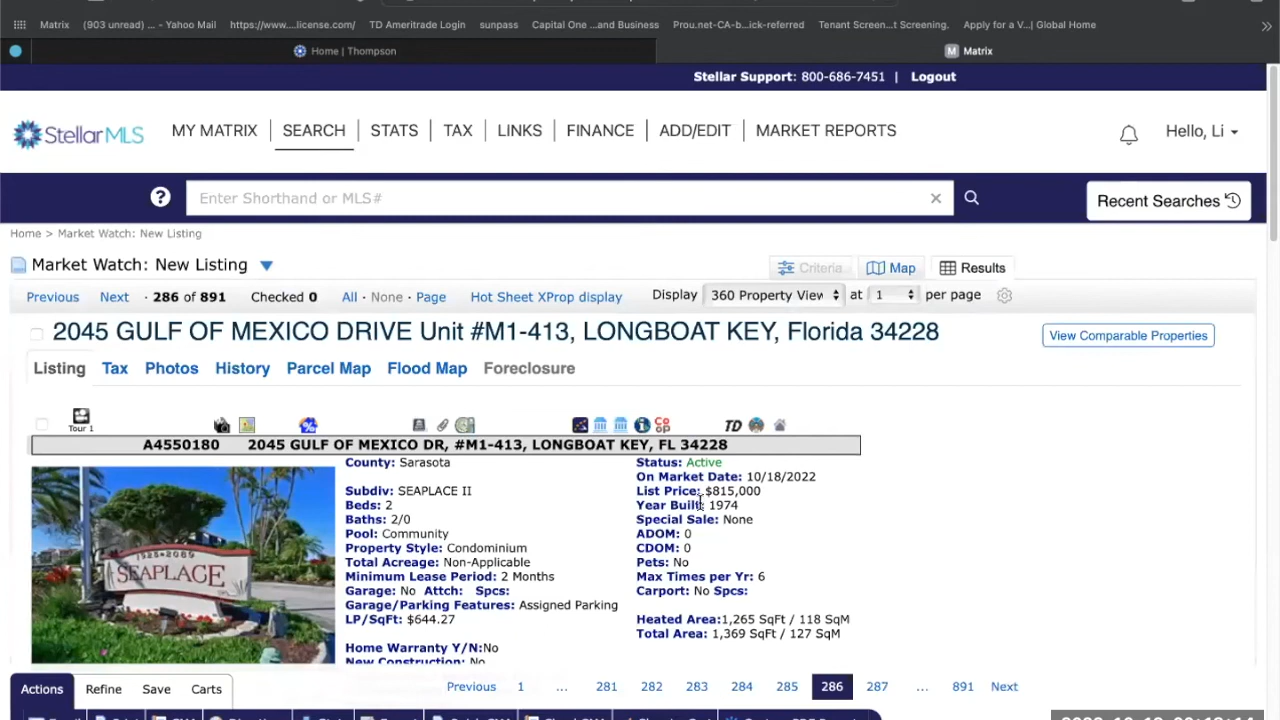 Matrix (903 unread) ... - Yahoo Mail https://www....license.com/ TD Ameritrade Login sunpass Capital One ...and Business Prou.net-CA-b...ick-referred Tenant Screen...t Screening. Apply for a V...| Global Home
Home | Thompson M Matrix
Stellar Support: 800-686-7451 | Logout
StellarMLS MY MATRIX SEARCH STATS TAX LINKS FINANCE ADD/EDIT MARKET REPORTS Hello, Li
? Enter Shorthand or MLS# Recent Searches
Home > Market Watch: New Listing
Market Watch: New Listing Criteria Map Results
Previous Next · 286 of 891 Checked 0 All · None · Page Hot Sheet XProp display Display 360 Property View at 1 per page
2045 GULF OF MEXICO DRIVE Unit #M1-413, LONGBOAT KEY, Florida 34228 View Comparable Properties
Listing Tax Photos History Parcel Map Flood Map Foreclosure
Tour 1 CO OP TD
A4550180 2045 GULF OF MEXICO DR, #M1-413, LONGBOAT KEY, FL 34228
1925-2089
SEAPLACE
County: Sarasota
Subdiv: SEAPLACE II
Beds: 2
Baths: 2/0
Pool: Community
Property Style: Condominium
Total Acreage: Non-Applicable
Minimum Lease Period: 2 Months
Garage: No Attch: Spcs:
Garage/Parking Features: Assigned Parking
LP/SqFt: $644.27
Home Warranty Y/N:No
New Construction: No
Status: Active
On Market Date: 10/18/2022
List Price: $815,000
Year Built: 1974
Special Sale: None
ADOM: 0
CDOM: 0
Pets: No
Max Times per Yr: 6
Carport: No Spcs:
Heated Area:1,265 SqFt / 118 SqM
Total Area: 1,369 SqFt / 127 SqM
Actions Refine Save Carts Previous 1 ... 281 282 283 284 285 286 287 ... 891 Next